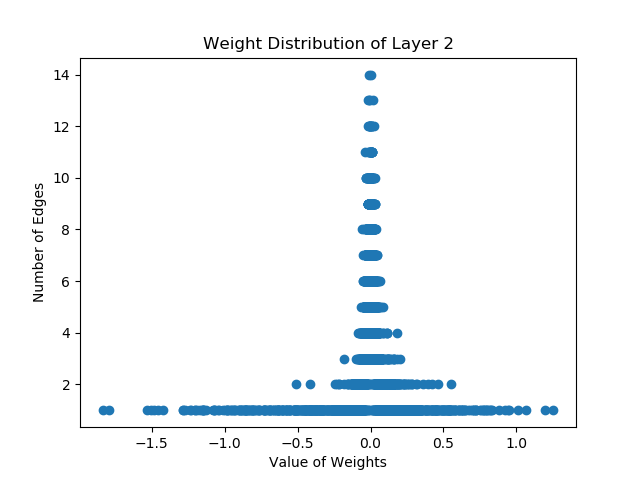 Weight Distribution of Layer 2
14
12
10
8
6
4
2
Number of Edges
−1.5 −1.0 −0.5 0.0 0.5 1.0
Value of Weights